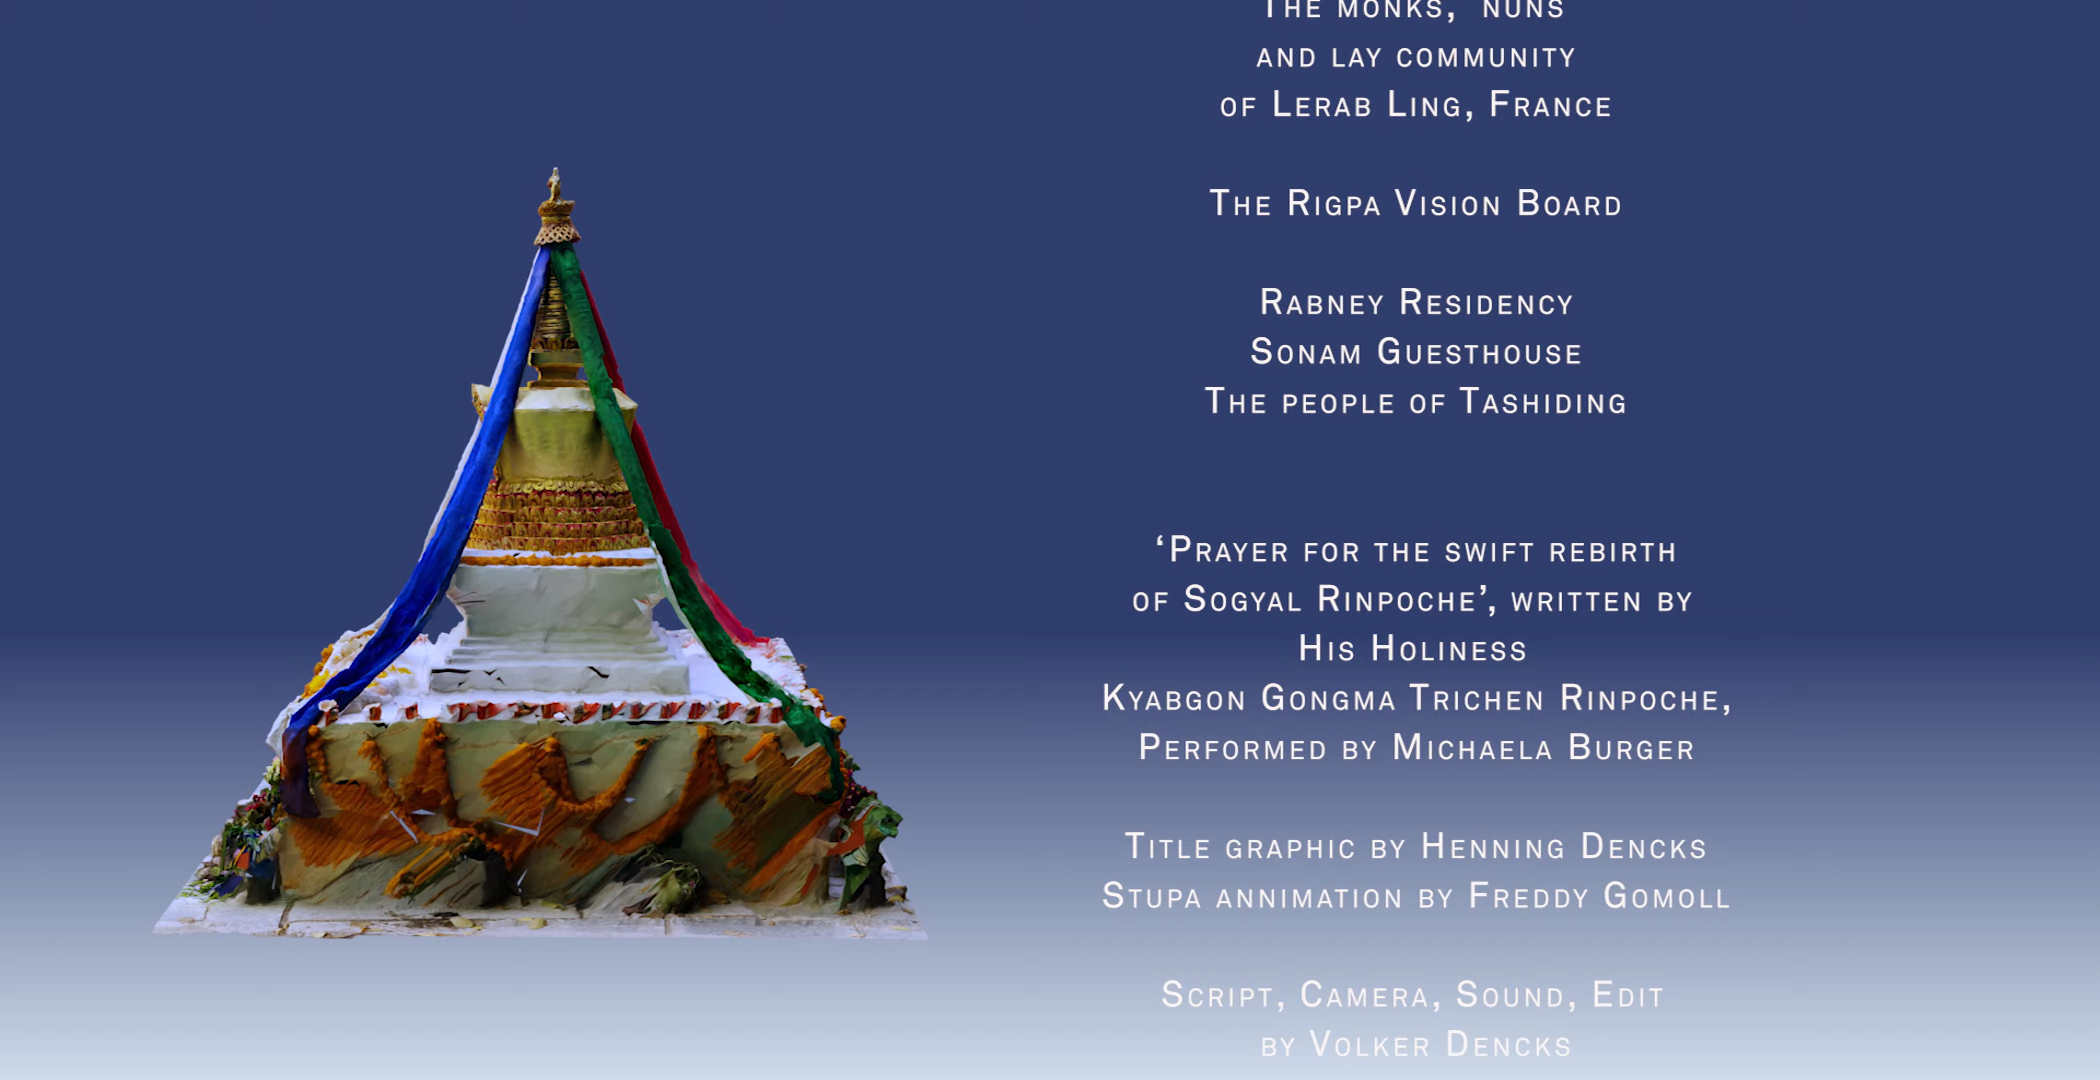 The monks, nuns
and lay community
of Lerab Ling, France
The Rigpa Vision Board
Rabney Residency
Sonam Guesthouse
The people of Tashiding
‘Prayer for the swift rebirth
of Sogyal Rinpoche’, written by
His Holiness
Kyabgon Gongma Trichen Rinpoche,
Performed by Michaela Burger
Title graphic by Henning Dencks
Stupa annimation by Freddy Gomoll
Script, Camera, Sound, Edit
by Volker Dencks